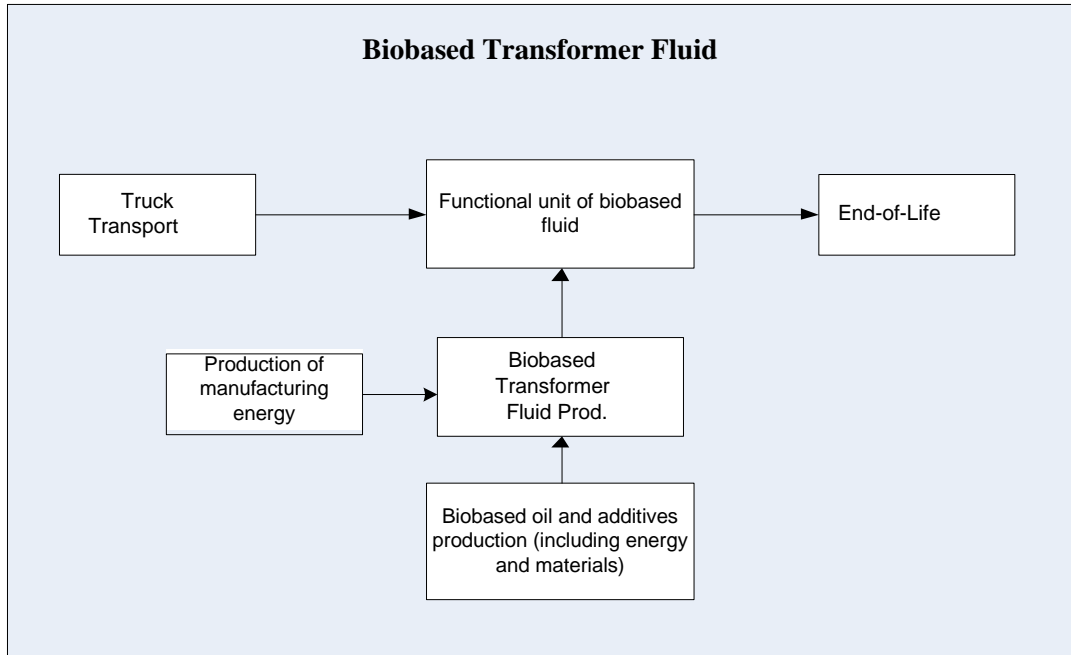 Biobased Transformer Fluid
Truck
Transport
Functional unit of biobased
fluid
End-of-Life
Production of
manufacturing
energy
Biobased
Transformer
Fluid Prod.
Biobased oil and additives
production (including energy
and materials)